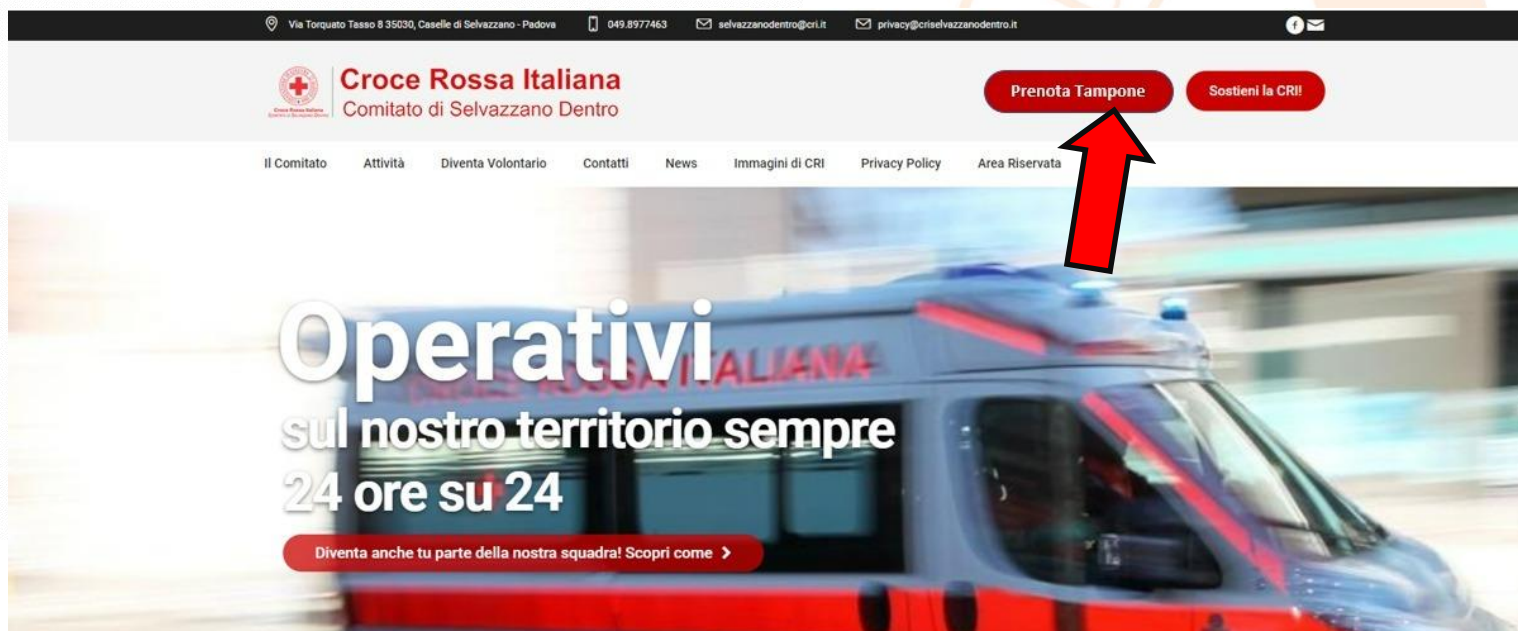 Via Torquato Tasso 8 35030, Caselle di Selvazzano - Padova 049.8977463 selvazzanodentro@cri.it privacy@criselvazzanodentro.it
Croce Rossa Italiana
Comitato di Selvazzano Dentro
Prenota Tampone Sostieni la CRI!
Il Comitato Attività Diventa Volontario Contatti News Immagini di CRI Privacy Policy Area Riservata
CROCE ROSSA ITALIANA
Operativi
sul nostro territorio sempre
24 ore su 24
Diventa anche tu parte della nostra squadra! Scopri come